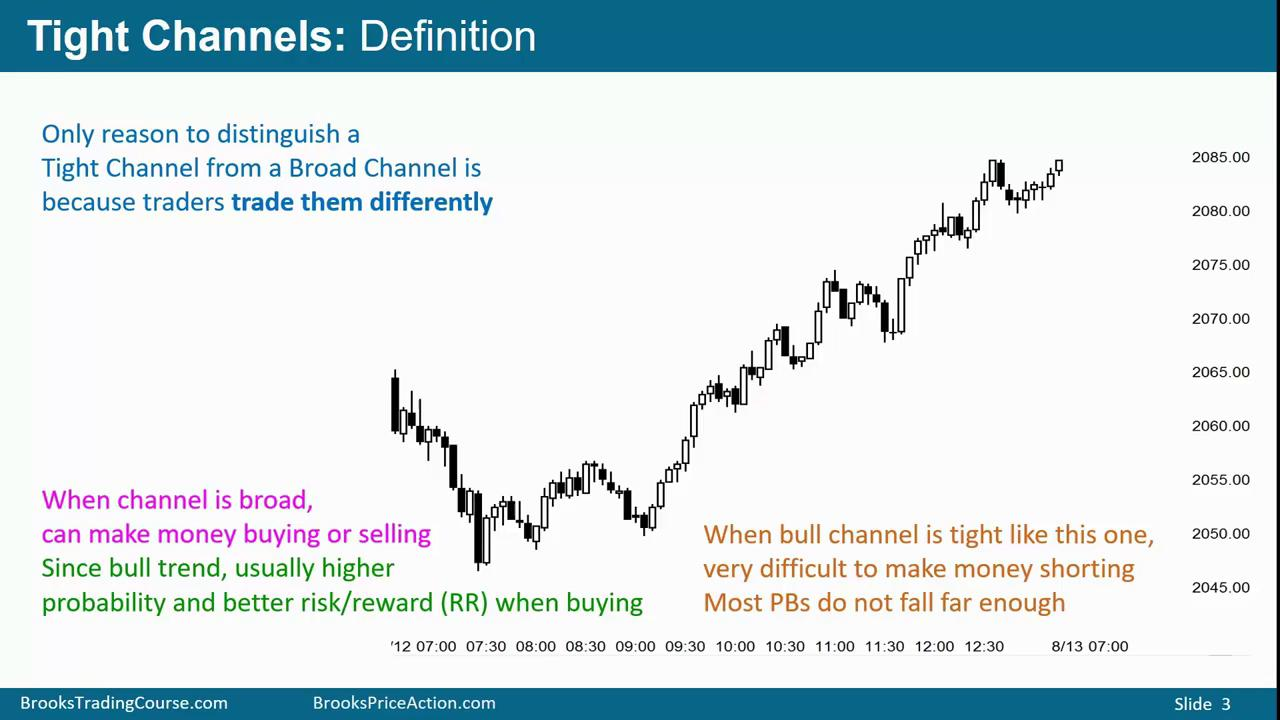 Tight Channels: Definition
Only reason to distinguish a
Tight Channel from a Broad Channel is
because traders trade them differently
2085.00
2080.00
2075.00
2070.00
2065.00
2060.00
2055.00
2050.00
2045.00
When channel is broad,
can make money buying or selling
Since bull trend, usually higher
probability and better risk/reward (RR) when buying
When bull channel is tight like this one,
very difficult to make money shorting
Most PBs do not fall far enough
'12 07:00 07:30 08:00 08:30 09:00 09:30 10:00 10:30 11:00 11:30 12:00 12:30 8/13 07:00
BrooksTradingCourse.com BrooksPriceAction.com Slide 3